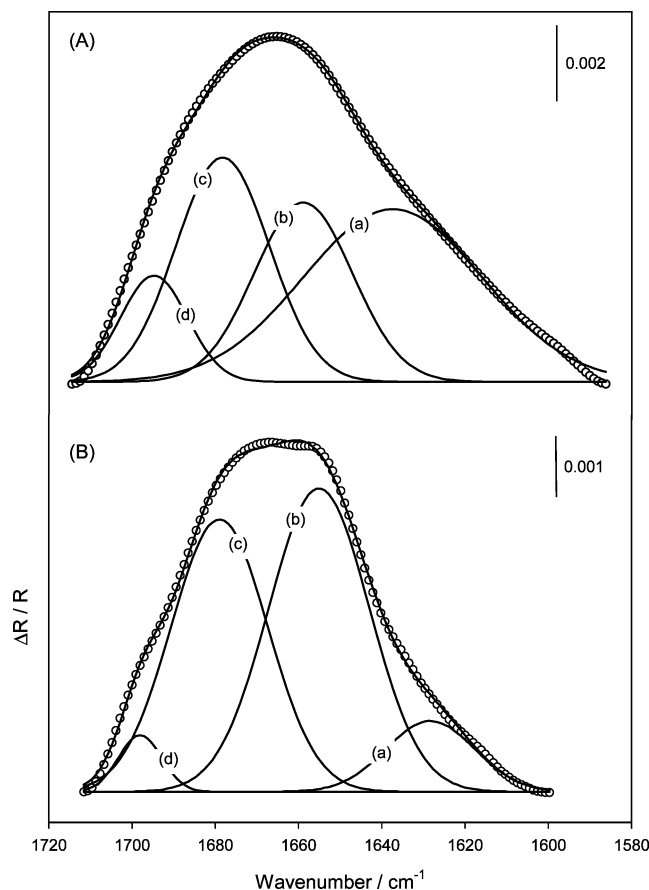 (A)
0.002
(c)
(b)
(a)
(d)
(B)
0.001
(b)
(c)
(a)
(d)
ΔR / R
1720 1700 1680 1660 1640 1620 1600 1580
Wavenumber / cm⁻¹